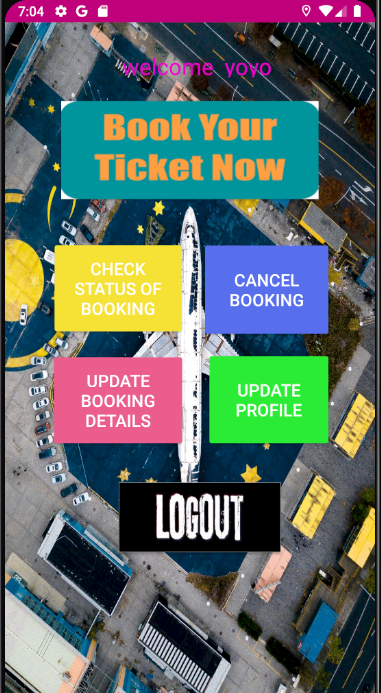 7:04
welcome yoyo
Book Your
Ticket Now
CHECK
STATUS OF
BOOKING
CANCEL
BOOKING
UPDATE
BOOKING
DETAILS
UPDATE
PROFILE
LOGOUT